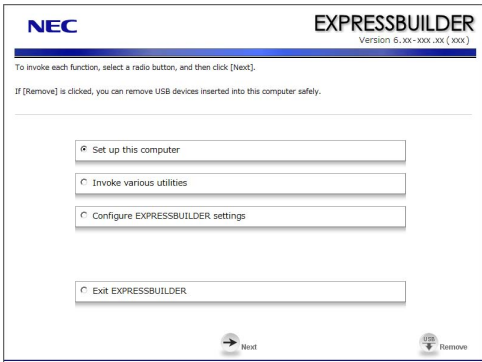 NEC
EXPRESSBUILDER
Version 6.xx-xxx.xx (xxx)
To invoke each function, select a radio button, and then click [Next].
If [Remove] is clicked, you can remove USB devices inserted into this computer safely.
Set up this computer
Invoke various utilities
Configure EXPRESSBUILDER settings
Exit EXPRESSBUILDER
Next
USB
Remove